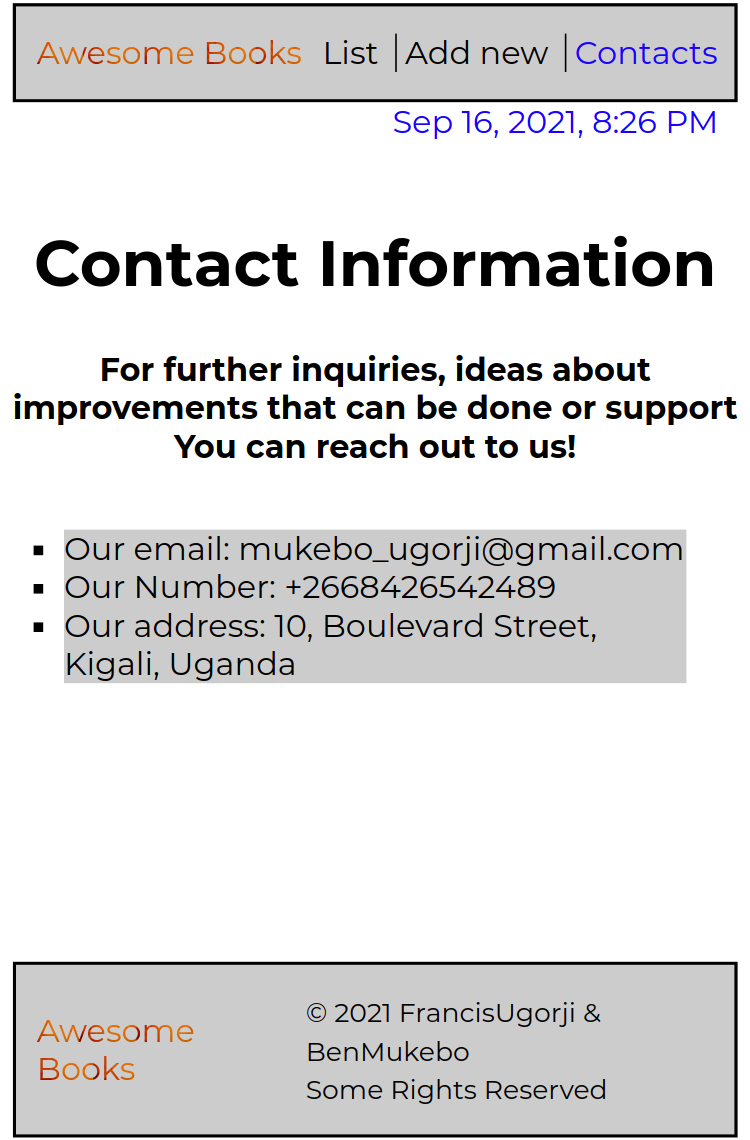 Awesome Books List Add new Contacts
Sep 16, 2021, 8:26 PM
Contact Information
For further inquiries, ideas about
improvements that can be done or support
You can reach out to us!
Our email: mukebo_ugorji@gmail.com
Our Number: +2668426542489
Our address: 10, Boulevard Street,
Kigali, Uganda
Awesome
Books
© 2021 FrancisUgorji &
BenMukebo
Some Rights Reserved